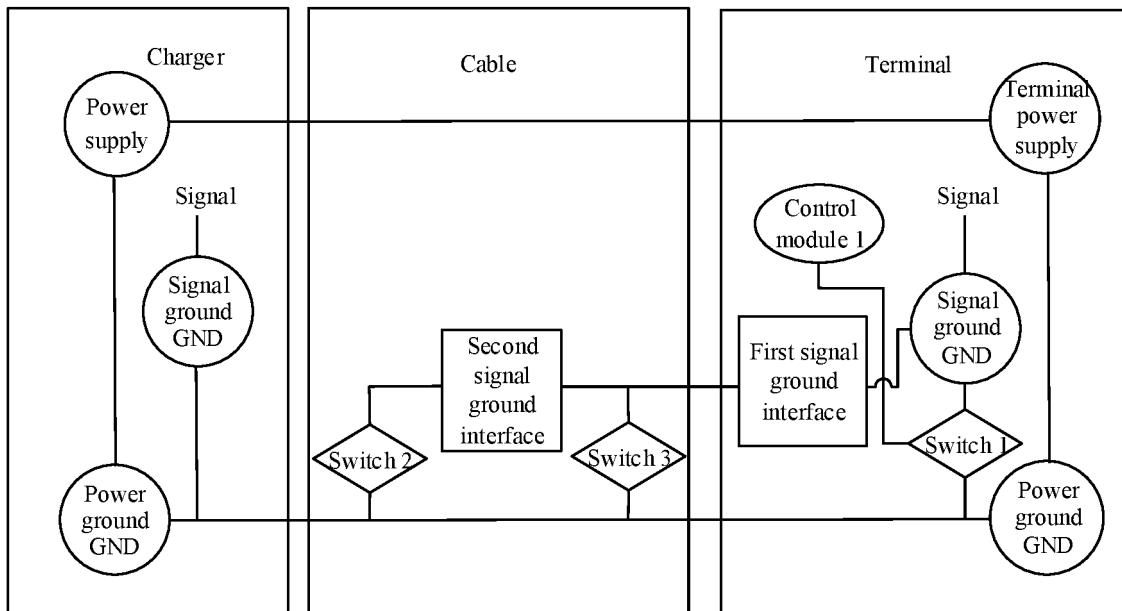 Charger
Cable
Terminal
Power
supply
Terminal
power
supply
Signal
Control
module 1
Signal
Signal
ground
GND
Second
signal
ground
interface
First signal
ground
interface
Signal
ground
GND
Switch 2
Switch 3
Switch 1
Power
ground
GND
Power
ground
GND